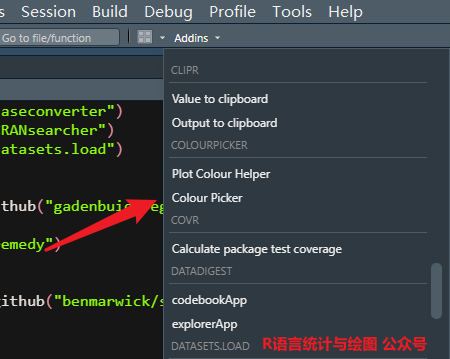 s Session Build Debug Profile Tools Help
Go to file/function Addins
CLIPR
aseconverter")
Value to clipboard
RANsearcher")
Output to clipboard
atasets.load")
COLOURPICKER
Plot Colour Helper
thub("gadenbuie
Colour Picker
COVR
emedy")
Calculate package test coverage
DATADIGEST
github("benmarwick/s
codebookApp
explorerApp
R语言统计与绘图 公众号
DATASETS.LOAD